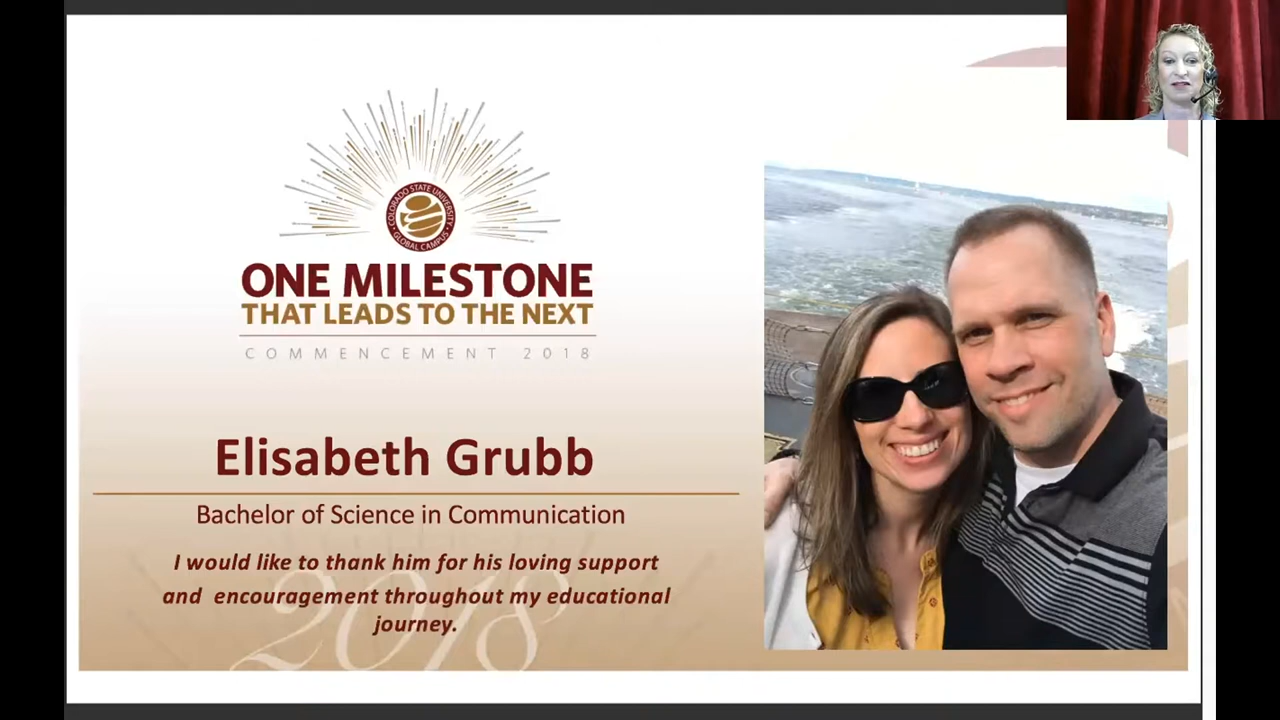 COLORADO STATE UNIVERSITY
GLOBAL CAMPUS
ONE MILESTONE
THAT LEADS TO THE NEXT
COMMENCEMENT 2018
Elisabeth Grubb
Bachelor of Science in Communication
I would like to thank him for his loving support
and encouragement throughout my educational
journey.
2018